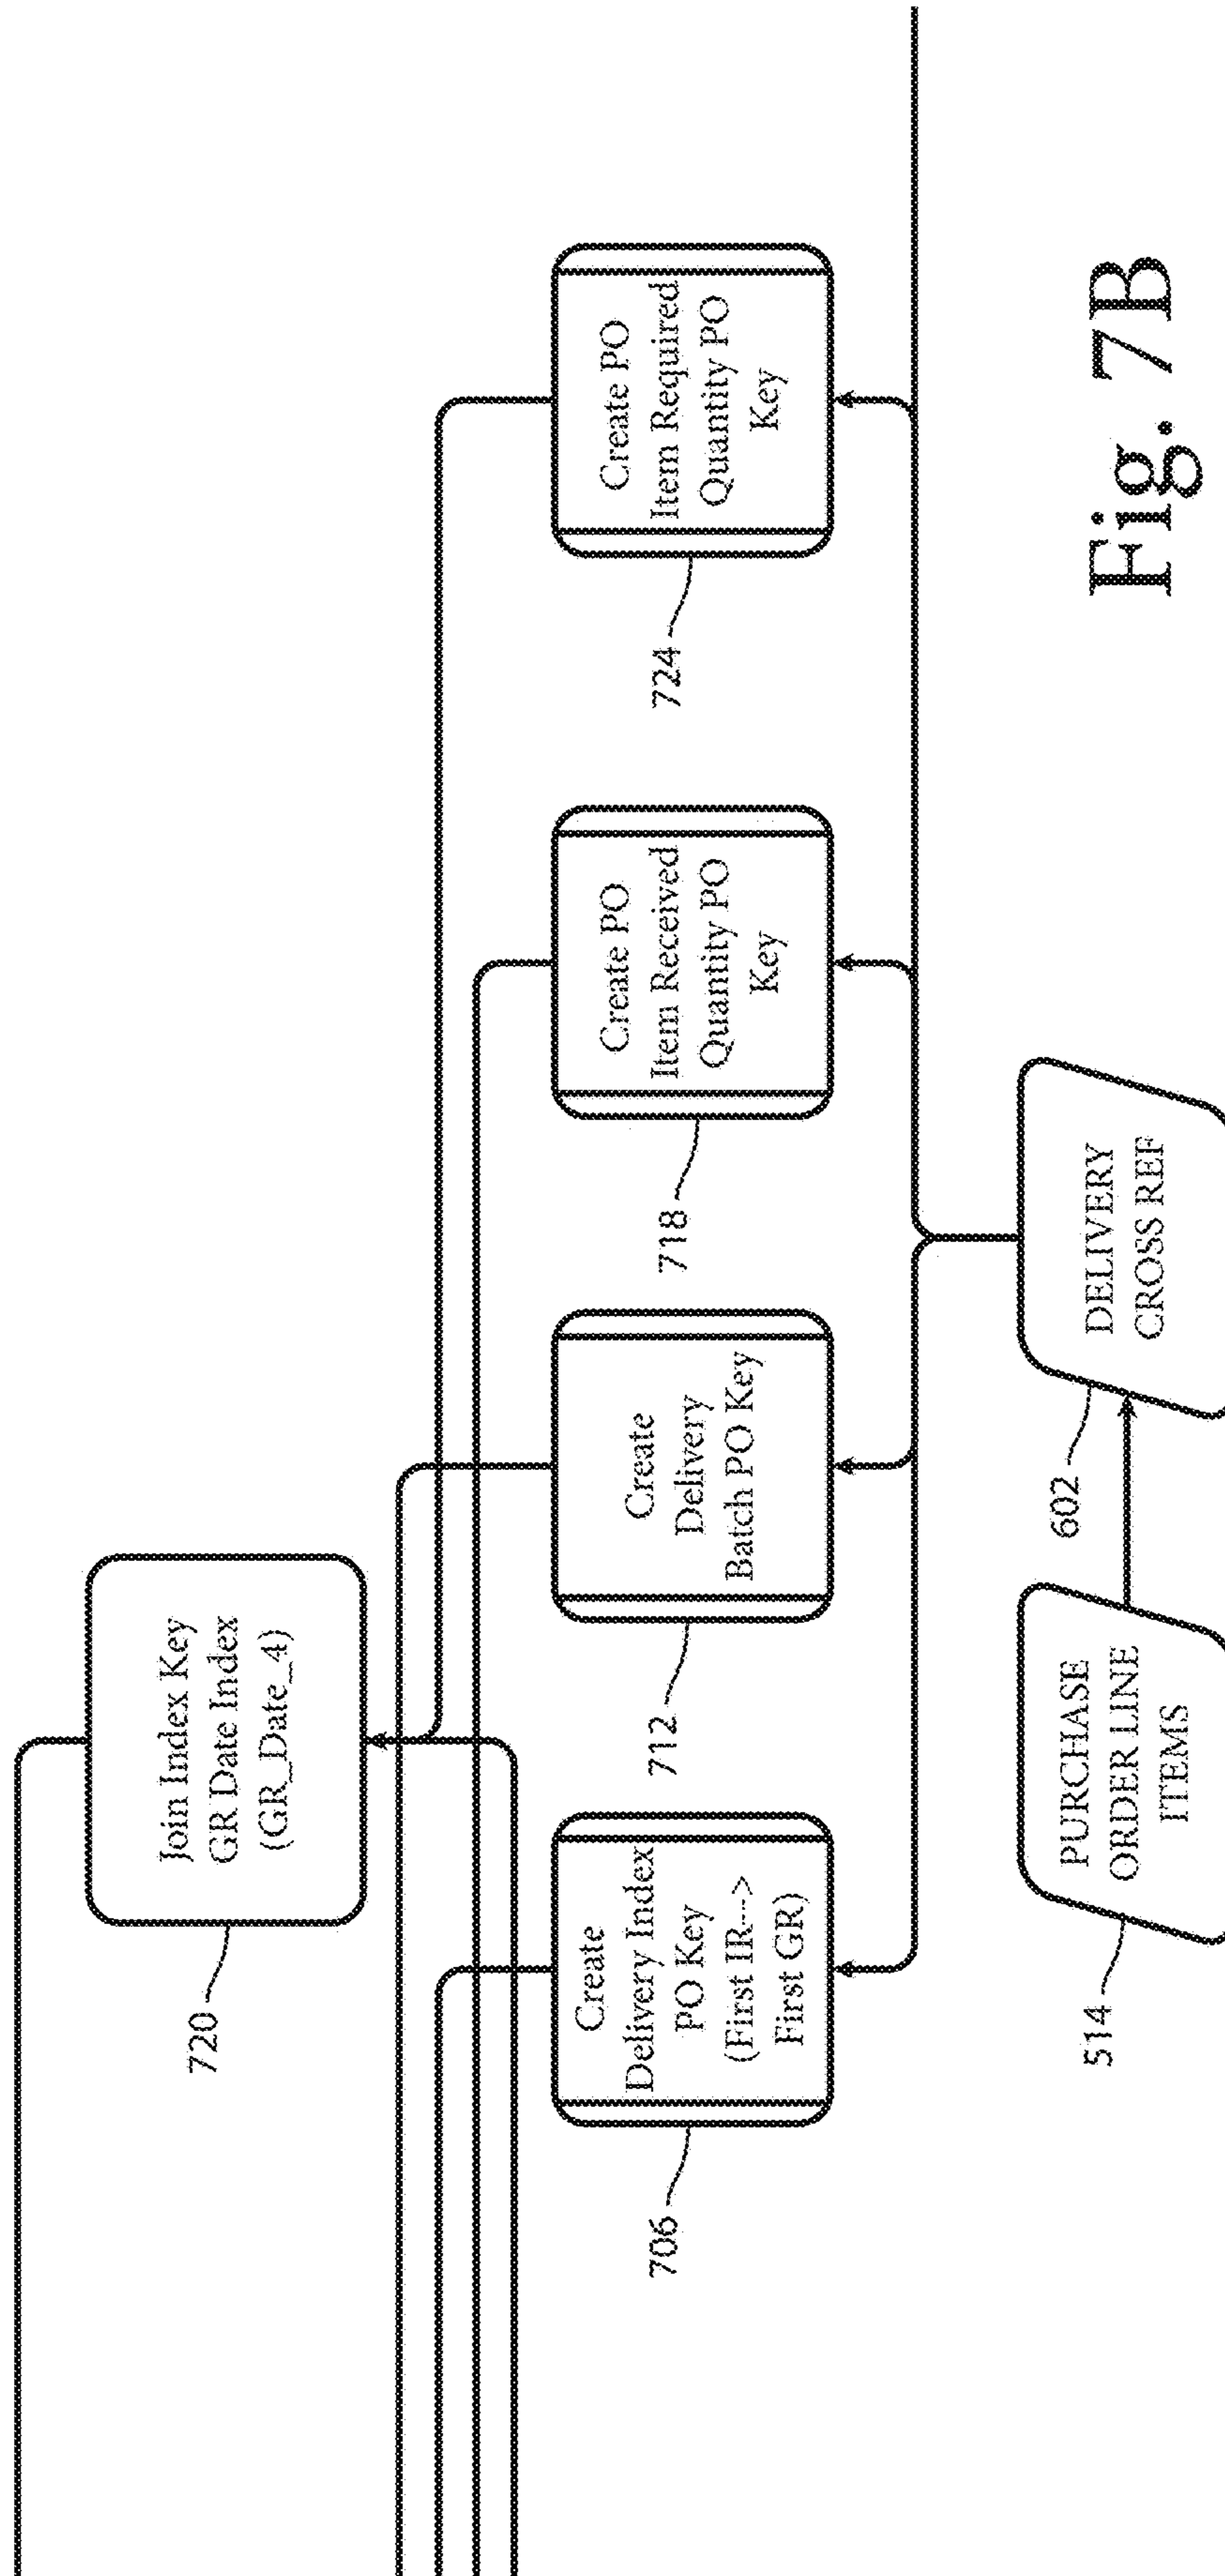 Join Index Key
GR Date Index
(GR_Date_4)
720
Create
Delivery Index
PO Key
(First IR--->
First GR)
706
Create
Delivery
Batch PO Key
712
Create PO
Item Received
Quantity PO
Key
718
Create PO
Item Required
Quantity PO
Key
724
PURCHASE
ORDER LINE
ITEMS
514
DELIVERY
CROSS REF
602
Fig. 7B